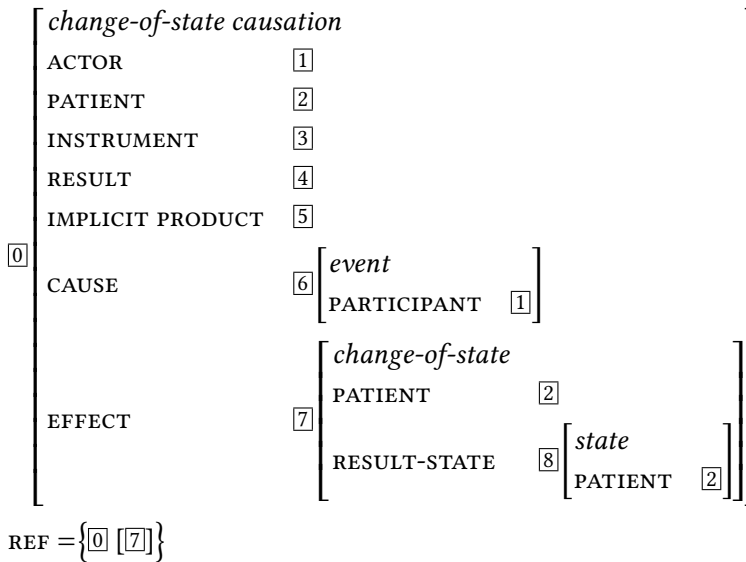 change-of-state causation
ACTOR 1
PATIENT 2
INSTRUMENT 3
RESULT 4
IMPLICIT PRODUCT 5
0
CAUSE 6 [event
PARTICIPANT 1]
EFFECT 7 [change-of-state
PATIENT 2
RESULT-STATE 8 [state
PATIENT 2]]
REF ={0 [7]}